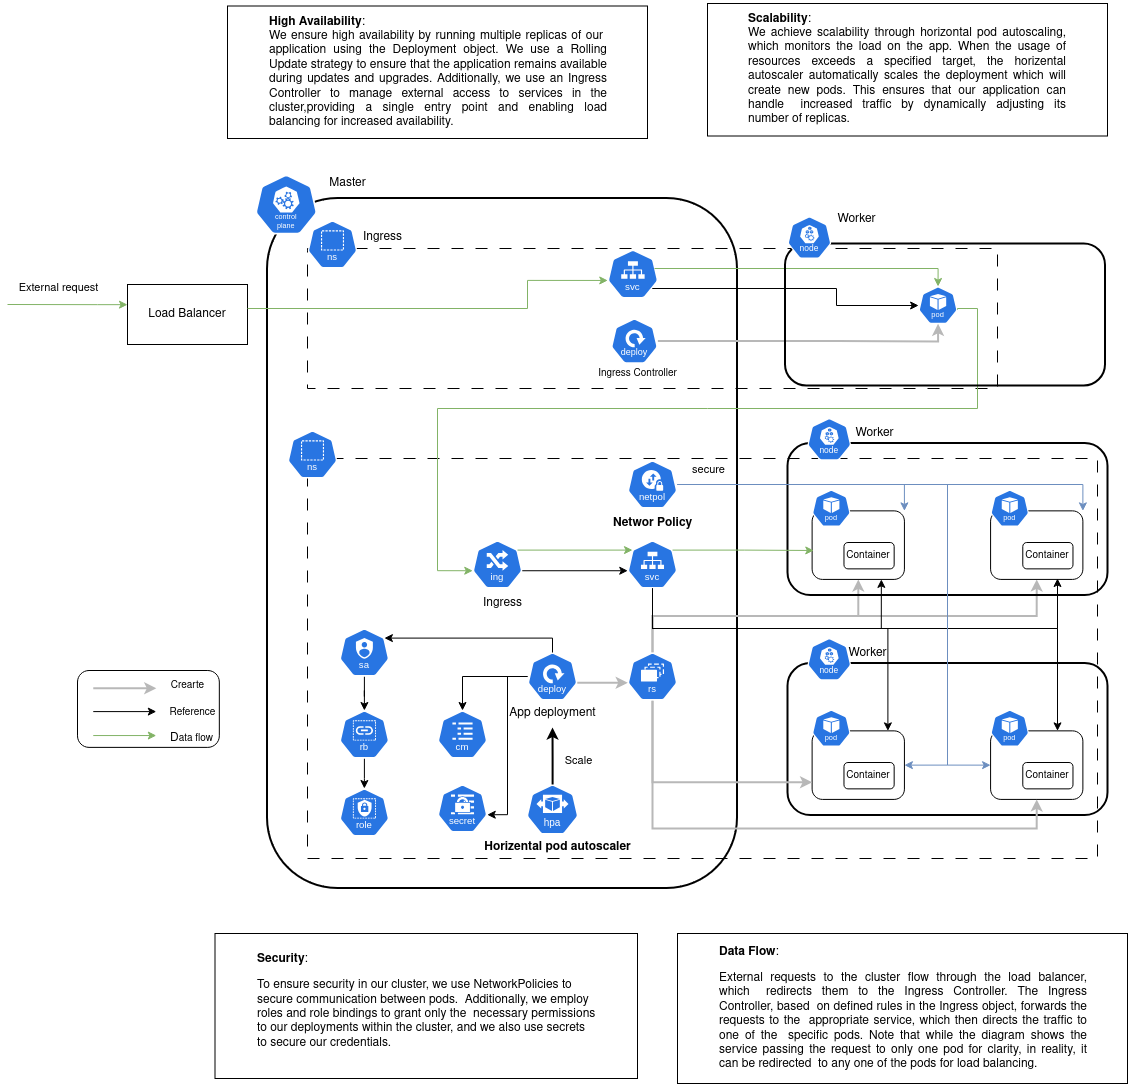 High Availability:
We ensure high availability by running multiple replicas of our
application using the Deployment object. We use a Rolling
Update strategy to ensure that the application remains available
during updates and upgrades. Additionally, we use an Ingress
Controller to manage external access to services in the
cluster,providing a single entry point and enabling load
balancing for increased availability.
Scalability:
We achieve scalability through horizontal pod autoscaling,
which monitors the load on the app. When the usage of
resources exceeds a specified target, the horizental
autoscaler automatically scales the deployment which will
create new pods. This ensures that our application can
handle increased traffic by dynamically adjusting its
number of replicas.
Master
control
plane
Ingress
ns
Worker
node
svc
pod
External request
Load Balancer
deploy
Ingress Controller
ns
Worker
node
secure
netpol
Networ Policy
pod
pod
Container
Container
ing
svc
Ingress
Worker
node
sa
deploy
rs
App deployment
Crearte
Reference
Data flow
rb
cm
Scale
pod
pod
Container
Container
role
secret
hpa
Horizental pod autoscaler
Security:
To ensure security in our cluster, we use NetworkPolicies to
secure communication between pods. Additionally, we employ
roles and role bindings to grant only the necessary permissions
to our deployments within the cluster, and we also use secrets
to secure our credentials.
Data Flow:
External requests to the cluster flow through the load balancer,
which redirects them to the Ingress Controller. The Ingress
Controller, based on defined rules in the Ingress object, forwards the
requests to the appropriate service, which then directs the traffic to
one of the specific pods. Note that while the diagram shows the
service passing the request to only one pod for clarity, in reality, it
can be redirected to any one of the pods for load balancing.